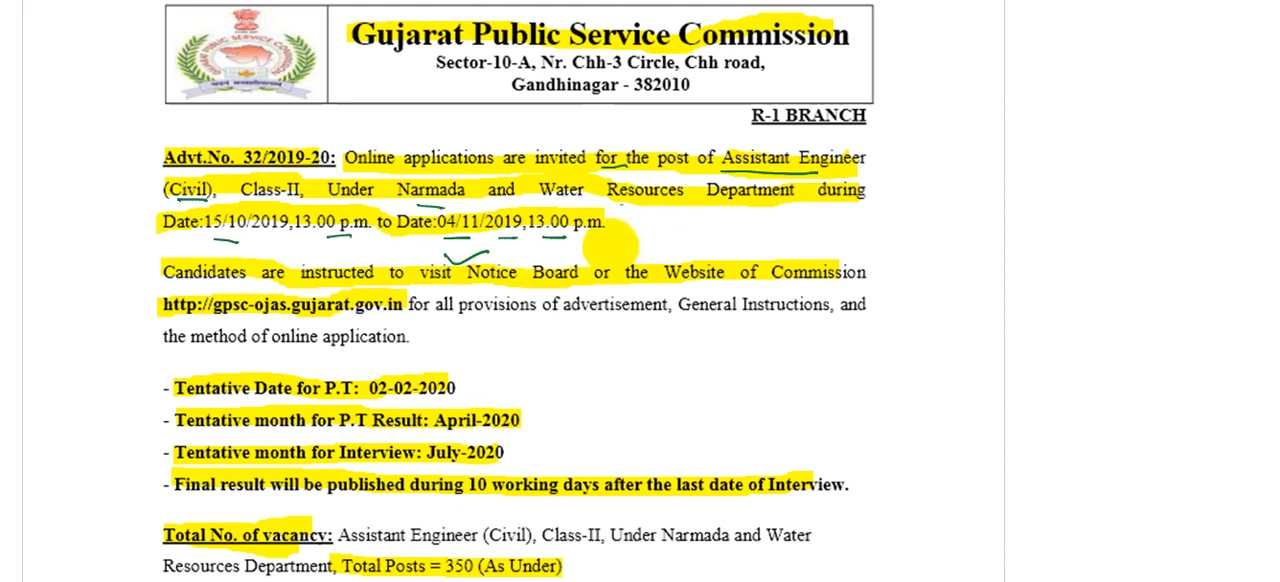 Gujarat Public Service Commission
Sector-10-A, Nr. Chh-3 Circle, Chh road,
Gandhinagar - 382010
R-1 BRANCH
Advt.No. 32/2019-20: Online applications are invited for the post of Assistant Engineer
(Civil), Class-II, Under Narmada and Water Resources Department during
Date:15/10/2019,13.00 p.m. to Date:04/11/2019,13.00 p.m.
Candidates are instructed to visit Notice Board or the Website of Commission
http://gpsc-ojas.gujarat.gov.in for all provisions of advertisement, General Instructions, and
the method of online application.
- Tentative Date for P.T: 02-02-2020
- Tentative month for P.T Result: April-2020
- Tentative month for Interview: July-2020
- Final result will be published during 10 working days after the last date of Interview.
Total No. of vacancy: Assistant Engineer (Civil), Class-II, Under Narmada and Water
Resources Department, Total Posts = 350 (As Under)